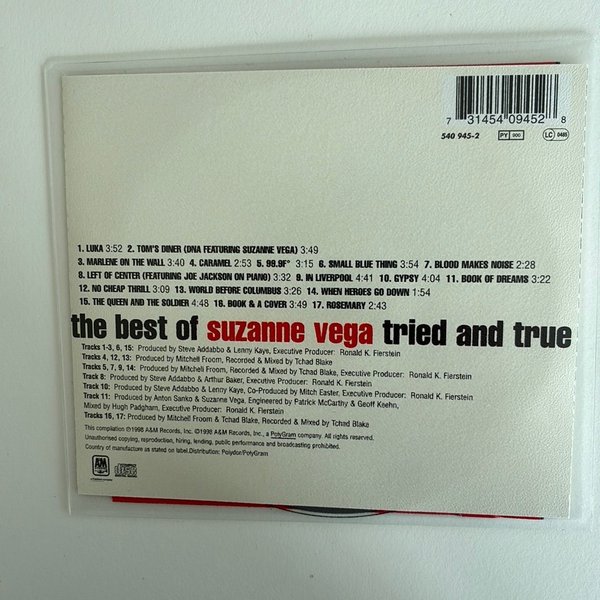 7 31454 09452 8
540 945-2 PY 900 LC 0485
1. LUKA 3:52 2. TOM'S DINER (DNA FEATURING SUZANNE VEGA) 3:49
3. MARLENE ON THE WALL 3:40 4. CARAMEL 2:53 5. 99.9F° 3:15 6. SMALL BLUE THING 3:54 7. BLOOD MAKES NOISE 2:28
8. LEFT OF CENTER (FEATURING JOE JACKSON ON PIANO) 3:32 9. IN LIVERPOOL 4:41 10. GYPSY 4:04 11. BOOK OF DREAMS 3:22
12. NO CHEAP THRILL 3:09 13. WORLD BEFORE COLUMBUS 3:26 14. WHEN HEROES GO DOWN 1:54
15. THE QUEEN AND THE SOLDIER 4:48 16. BOOK & A COVER 3:49 17. ROSEMARY 2:43
the best of suzanne vega tried and true
Tracks 1-3, 6, 15: Produced by Steve Addabbo & Lenny Kaye, Executive Producer: Ronald K. Fierstein
Tracks 4, 12, 13: Produced by Mitchell Froom, Recorded & Mixed by Tchad Blake
Tracks 5, 7, 9, 14: Produced by Mitchell Froom, Recorded & Mixed by Tchad Blake, Executive Producer: Ronald K. Fierstein
Track 8: Produced by Steve Addabbo & Arthur Baker, Executive Producer: Ronald K. Fierstein
Track 10: Produced by Steve Addabbo & Lenny Kaye, Co-Produced by Mitch Easter, Executive Producer: Ronald K. Fierstein
Track 11: Produced by Anton Sanko & Suzanne Vega, Engineered by Patrick McCarthy & Geoff Keehn,
Mixed by Hugh Padgham, Executive Producer: Ronald K. Fierstein
Tracks 16, 17: Produced by Mitchell Froom & Tchad Blake, Recorded & Mixed by Tchad Blake
This compilation ℗1998 A&M Records, Inc. ©1998 A&M Records, Inc., a PolyGram company. All rights reserved.
Unauthorised copying, reproduction, hiring, lending, public performance and broadcasting prohibited.
Country of manufacture as stated on label.Distribution: Polydor/PolyGram
A&M
COMPACT disc DIGITAL AUDIO